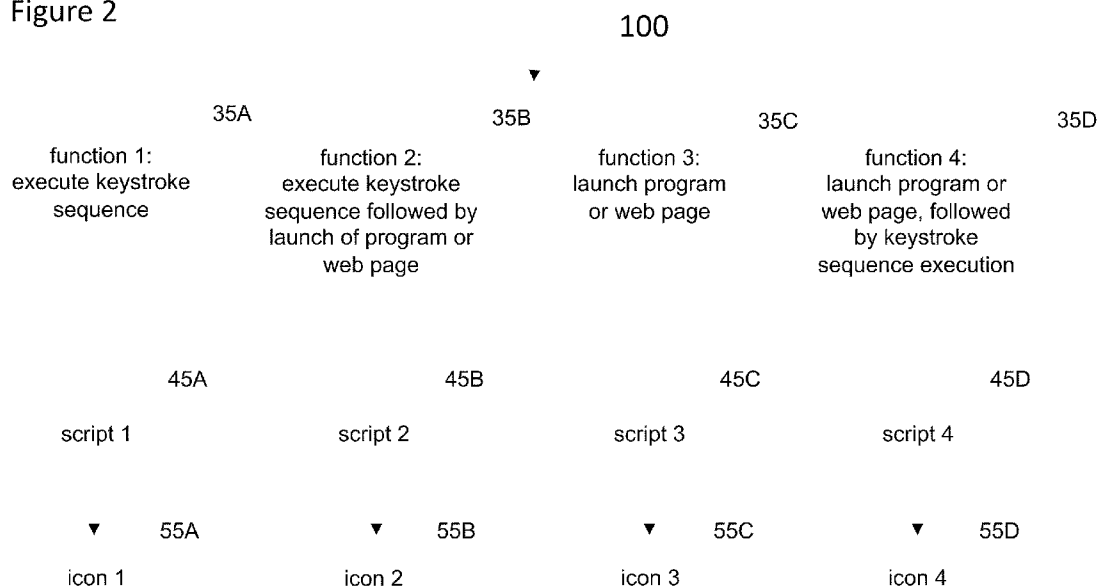 Figure 2
100
35A
35B
35C
35D
function 1:
execute keystroke
sequence
function 2:
execute keystroke
sequence followed by
launch of program or
web page
function 3:
launch program
or web page
function 4:
launch program or
web page, followed
by keystroke
sequence execution
45A
45B
45C
45D
script 1
script 2
script 3
script 4
55A
55B
55C
55D
icon 1
icon 2
icon 3
icon 4